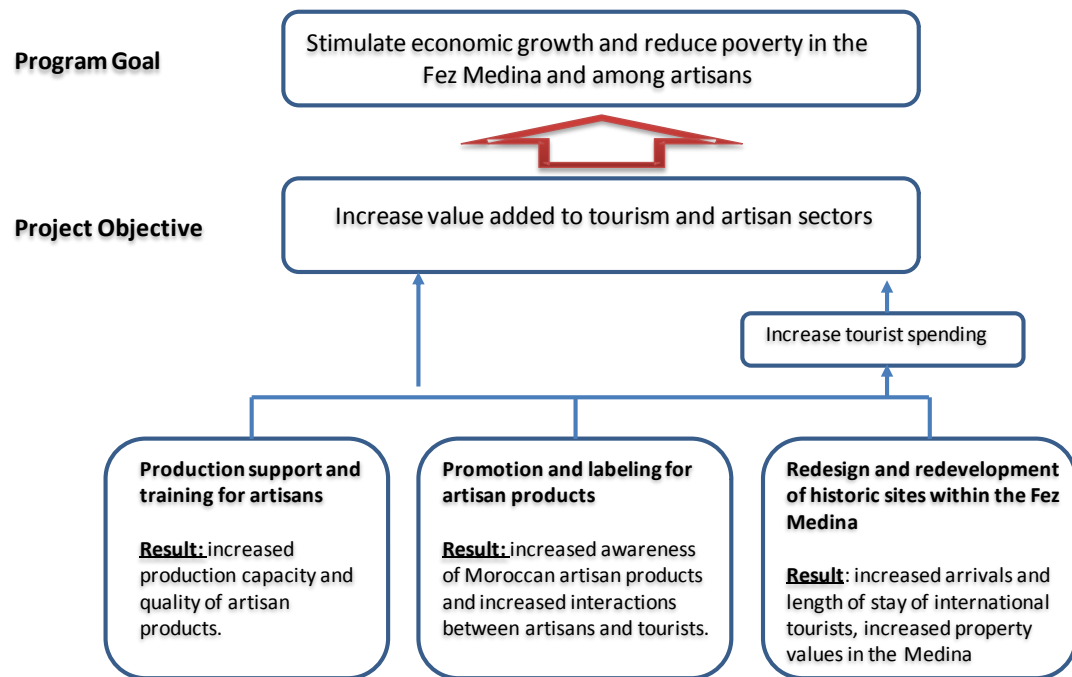 Program Goal
Stimulate economic growth and reduce poverty in the
Fez Medina and among artisans
Project Objective
Increase value added to tourism and artisan sectors
Increase tourist spending
Production support and
training for artisans
Result: increased
production capacity and
quality of artisan
products.
Promotion and labeling for
artisan products
Result: increased awareness
of Moroccan artisan products
and increased interactions
between artisans and tourists.
Redesign and redevelopment
of historic sites within the Fez
Medina
Result: increased arrivals and
length of stay of international
tourists, increased property
values in the Medina